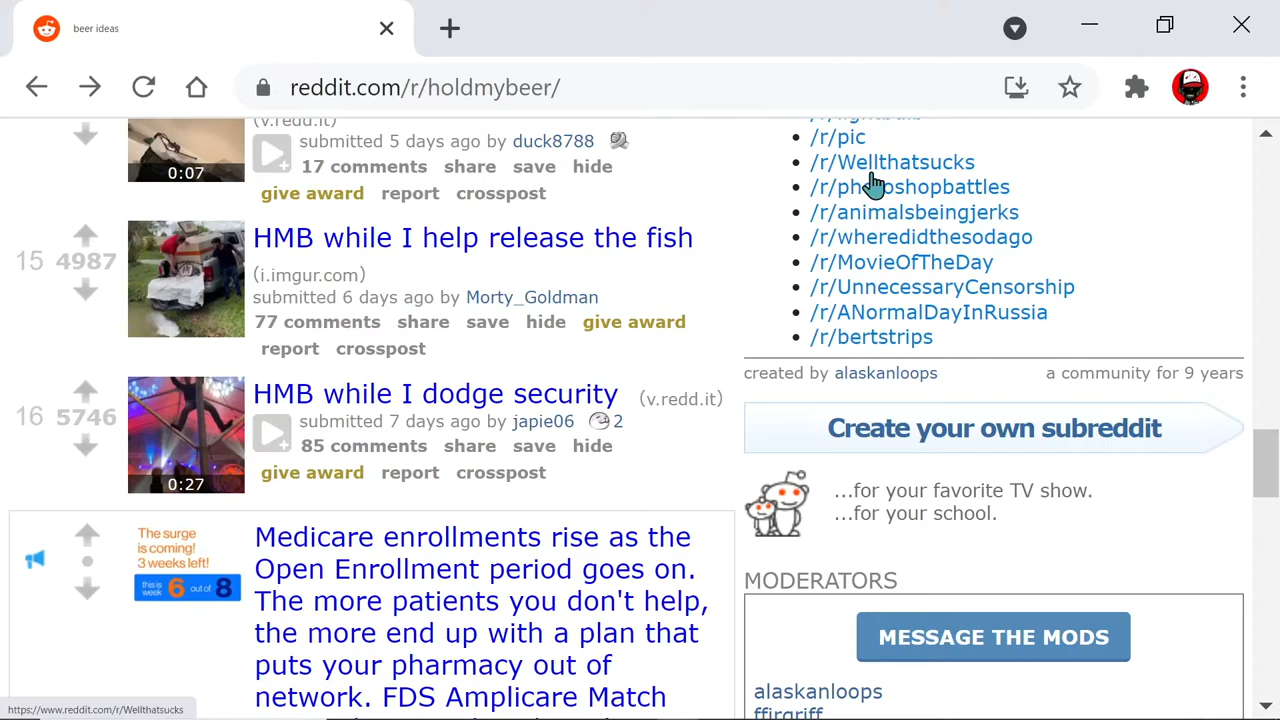 beer ideas
reddit.com/r/holdmybeer/
(v.redd.it)
0:07
submitted 5 days ago by duck8788
17 comments share save hide
give award report crosspost
15
4987
HMB while I help release the fish
(i.imgur.com)
submitted 6 days ago by Morty_Goldman
77 comments share save hide give award
report crosspost
16
5746
0:27
HMB while I dodge security (v.redd.it)
submitted 7 days ago by japie06 2
85 comments share save hide
give award report crosspost
The surge
is coming!
3 weeks left!
this is
week 6 out of 8
Medicare enrollments rise as the
Open Enrollment period goes on.
The more patients you don't help,
the more end up with a plan that
puts your pharmacy out of
network. FDS Amplicare Match
/r/pic
/r/Wellthatsucks
/r/photoshopbattles
/r/animalsbeingjerks
/r/wheredidthesodago
/r/MovieOfTheDay
/r/UnnecessaryCensorship
/r/ANormalDayInRussia
/r/bertstrips
created by alaskanloops a community for 9 years
Create your own subreddit
...for your favorite TV show.
...for your school.
MODERATORS
MESSAGE THE MODS
alaskanloops
ffirgriff
https://www.reddit.com/r/Wellthatsucks